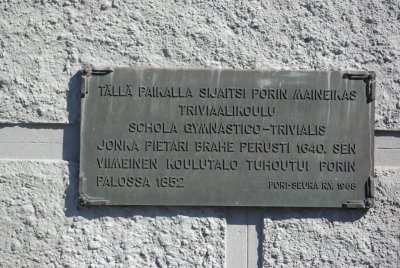 TÄLLÄ PAIKALLA SIJAITSI PORIN MAINEIKAS
TRIVIAALIKOULU
SCHOLA GYMNASTICO-TRIVIALIS
JONKA PIETARI BRAHE PERUSTI 1640, SEN
VIIMEINEN KOULUTALO TUHOUTUI PORIN
PALOSSA 1852
PORI-SEURA R.Y. 1968